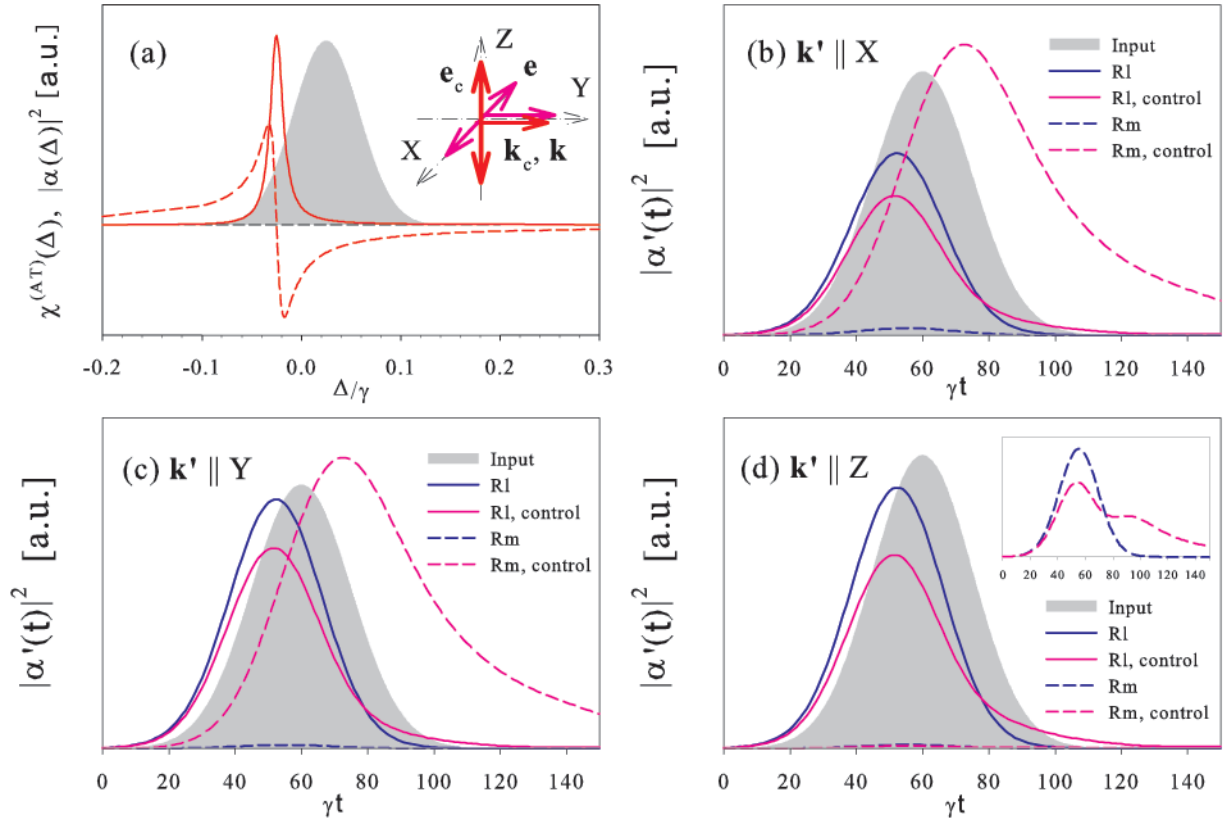 (a)
Z
e_c
e
Y
X
k_c, k
χ^(AT)(Δ), |α(Δ)|² [a.u.]
-0.2
-0.1
0.0
0.1
0.2
0.3
Δ/γ
(b) k' || X
Input
Rl
Rl, control
Rm
Rm, control
|α'(t)|² [a.u.]
0 20 40 60 80 100 120 140
γt
(c) k' || Y
Input
Rl
Rl, control
Rm
Rm, control
|α'(t)|² [a.u.]
0 20 40 60 80 100 120 140
γt
(d) k' || Z
0 20 40 60 80 100 120 150
Input
Rl
Rl, control
Rm
Rm, control
|α'(t)|² [a.u.]
0 20 40 60 80 100 120 140
γt